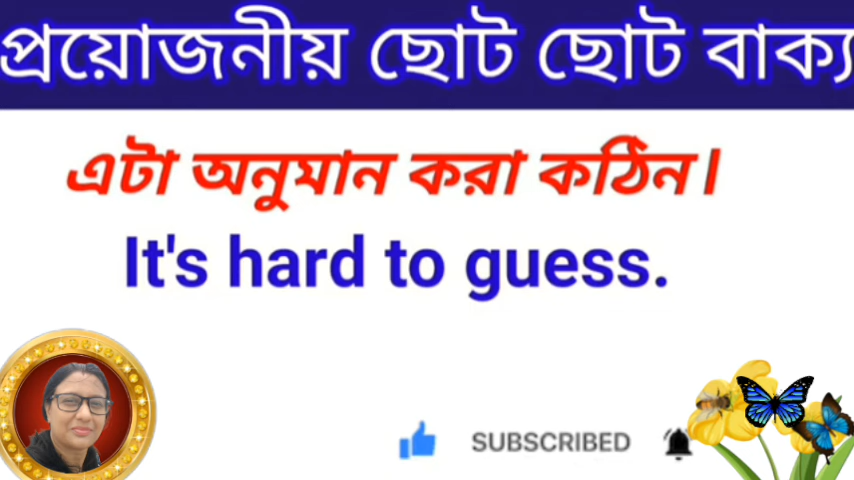 প্রয়োজনীয় ছোট ছোট বাক্য
এটা অনুমান করা কঠিন।
It's hard to guess.
SUBSCRIBED